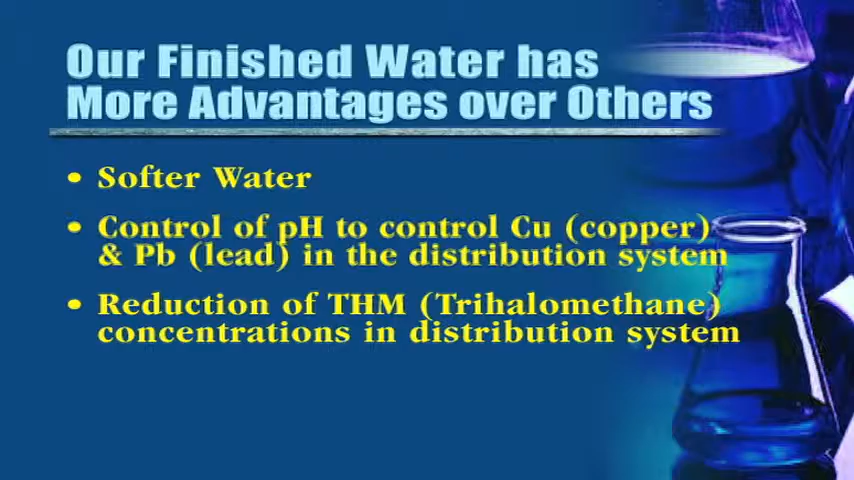 Our Finished Water has
More Advantages over Others
• Softer Water
• Control of pH to control Cu (copper)
& Pb (lead) in the distribution system
• Reduction of THM (Trihalomethane)
concentrations in distribution system